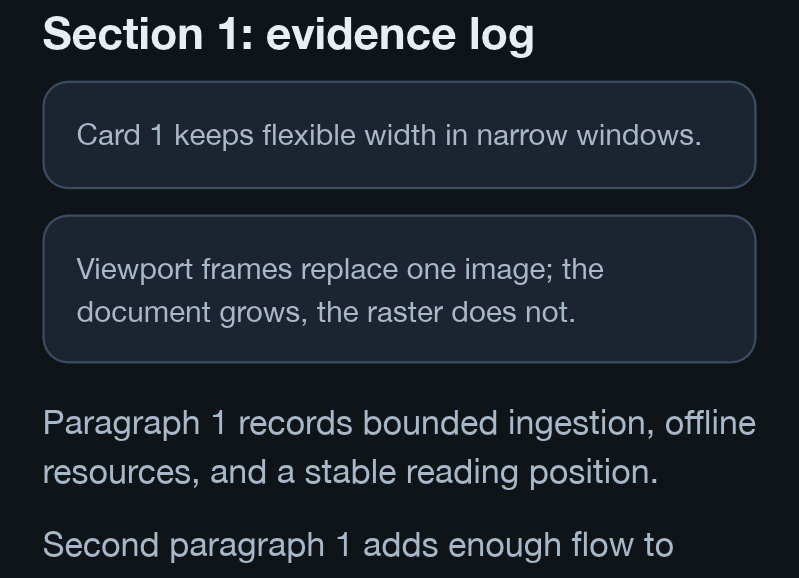 Section 1: evidence log
Card 1 keeps flexible width in narrow windows.
Viewport frames replace one image; the
document grows, the raster does not.
Paragraph 1 records bounded ingestion, offline
resources, and a stable reading position.
Second paragraph 1 adds enough flow to